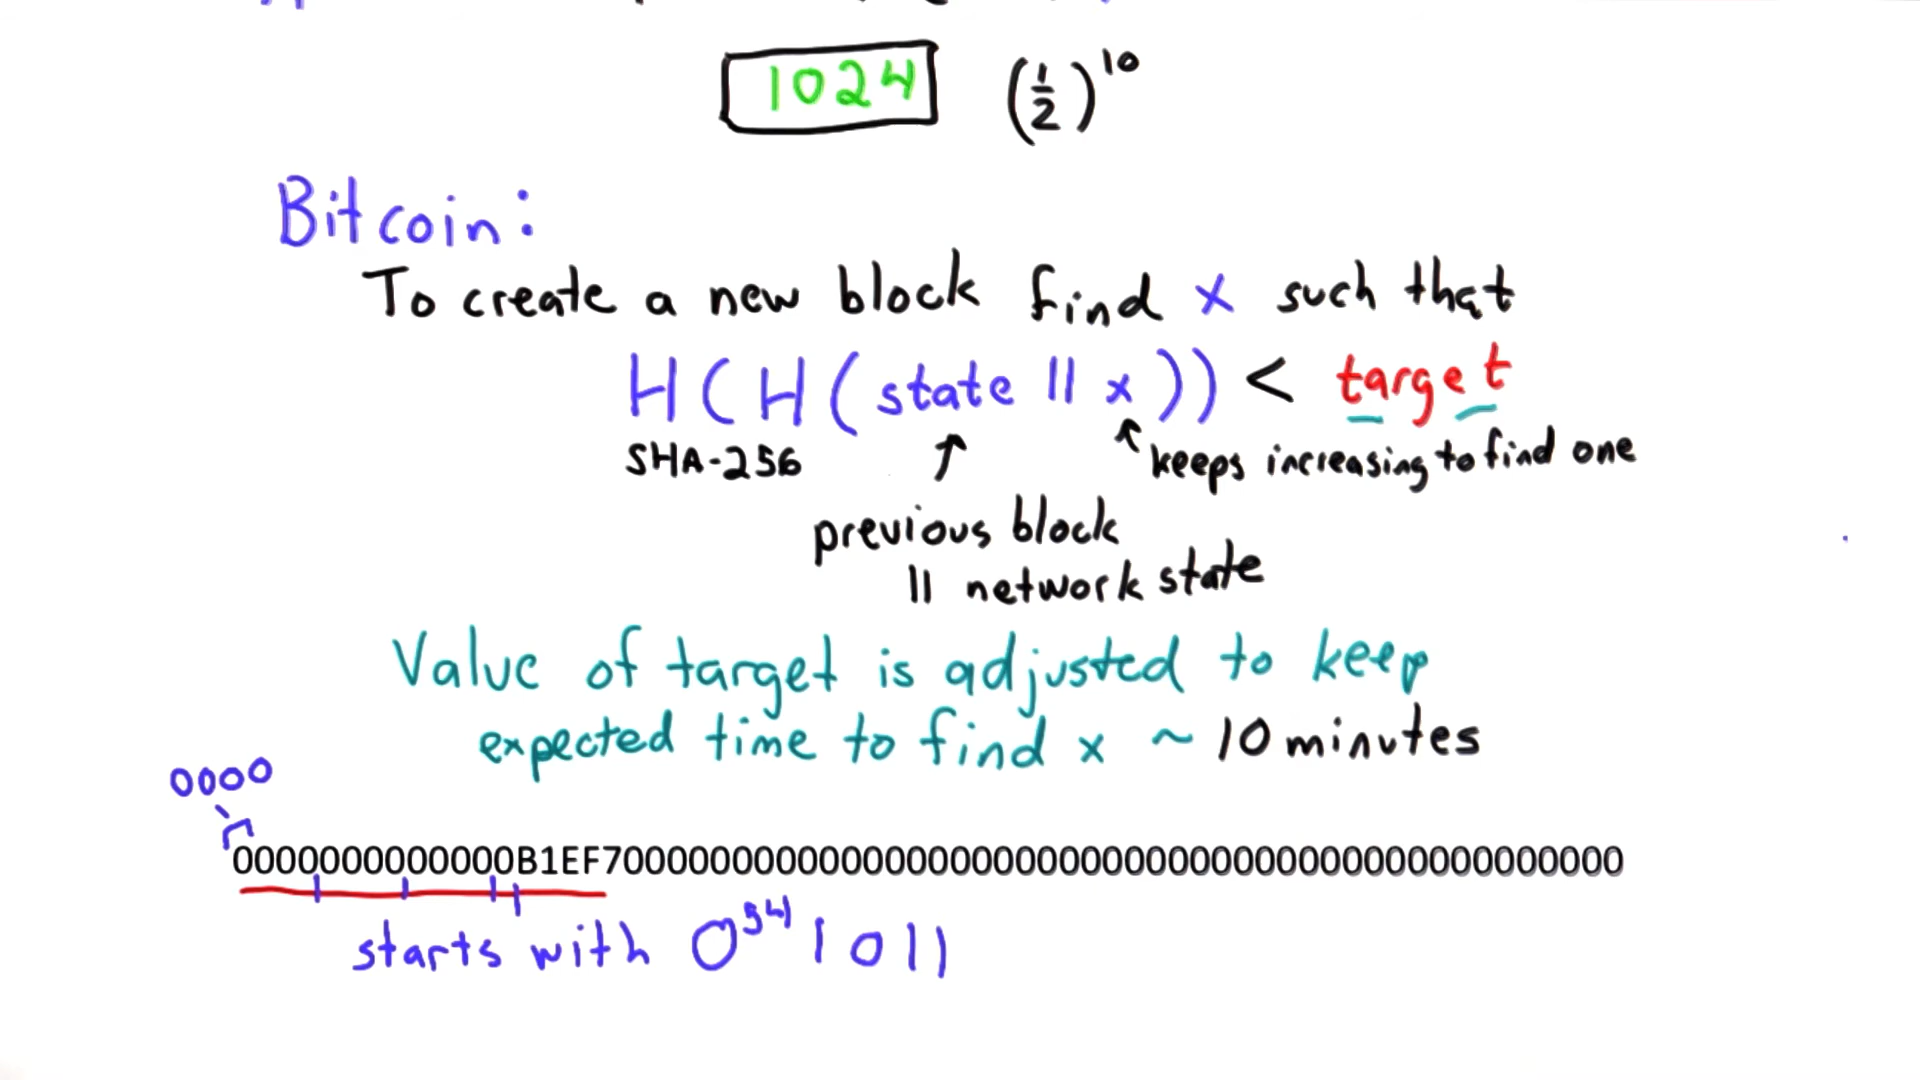 1024 (1/2)^10
Bitcoin:
To create a new block find x such that
H(H(state || x)) < target
SHA-256 ↑ ↖ keeps increasing to find one
previous block
|| network state
Value of target is adjusted to keep
expected time to find x ~ 10 minutes
0000
0000000000000B1EF70000000000000000000000000000000000000000000000
starts with 0^54 1011